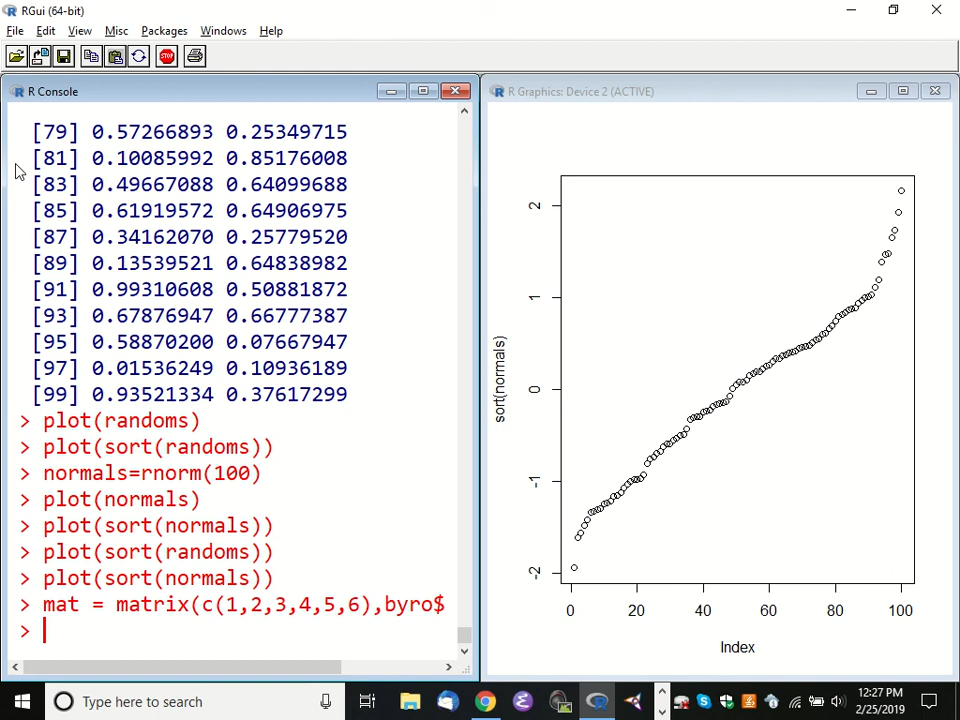 RGui (64-bit)
File Edit View Misc Packages Windows Help
STOP
R Console
[79] 0.57266893 0.25349715
[81] 0.10085992 0.85176008
[83] 0.49667088 0.64099688
[85] 0.61919572 0.64906975
[87] 0.34162070 0.25779520
[89] 0.13539521 0.64838982
[91] 0.99310608 0.50881872
[93] 0.67876947 0.66777387
[95] 0.58870200 0.07667947
[97] 0.01536249 0.10936189
[99] 0.93521334 0.37617299
> plot(randoms)
> plot(sort(randoms))
> normals=rnorm(100)
> plot(normals)
> plot(sort(normals))
> plot(sort(randoms))
> plot(sort(normals))
> mat = matrix(c(1,2,3,4,5,6),byro$
>
R Graphics: Device 2 (ACTIVE)
2
1
0
-1
-2
sort(normals)
0 20 40 60 80 100
Index
Type here to search
12:27 PM
2/25/2019